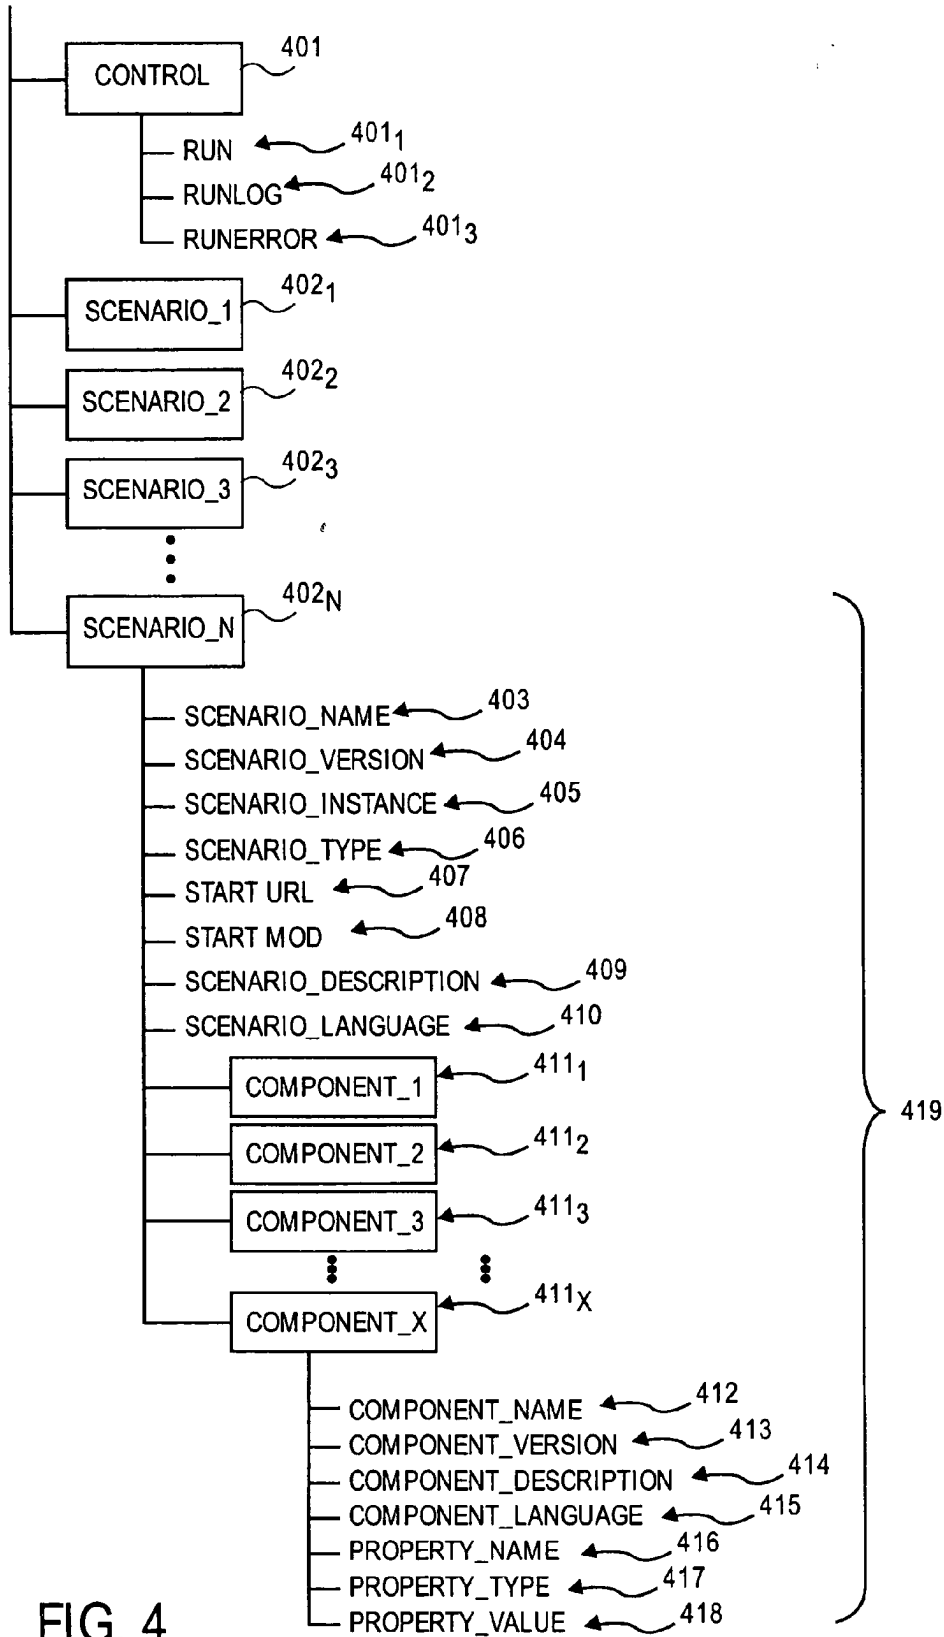 CONTROL 401
RUN 401₁
RUNLOG 401₂
RUNERROR 401₃
SCENARIO_1 402₁
SCENARIO_2 402₂
SCENARIO_3 402₃
SCENARIO_N 402N
SCENARIO_NAME 403
SCENARIO_VERSION 404
SCENARIO_INSTANCE 405
SCENARIO_TYPE 406
START URL 407
START MOD 408
SCENARIO_DESCRIPTION 409
SCENARIO_LANGUAGE 410
COMPONENT_1 411₁
419
COMPONENT_2 411₂
COMPONENT_3 411₃
COMPONENT_X 411X
COMPONENT_NAME 412
COMPONENT_VERSION 413
COMPONENT_DESCRIPTION 414
COMPONENT_LANGUAGE 415
PROPERTY_NAME 416
PROPERTY_TYPE 417
PROPERTY_VALUE 418
FIG 4